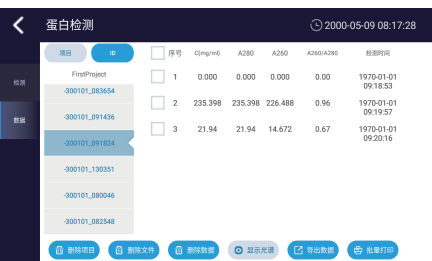 蛋白检测
2000-05-09 08:17:28
检测
数据
项目 ID
FirstProject
-300101_083654
-300101_091436
-300101_091824
-300101_130351
-300101_080046
-300101_082548
序号 C(mg/ml) A280 A260 A260/A280 检测时间
1 0.000 0.000 0.000 0.00 1970-01-01 09:18:53
2 235.398 235.398 226.488 0.96 1970-01-01 09:19:57
3 21.94 21.94 14.672 0.67 1970-01-01 09:20:16
删除项目 删除文件 删除数据 显示光谱 导出数据 批量打印